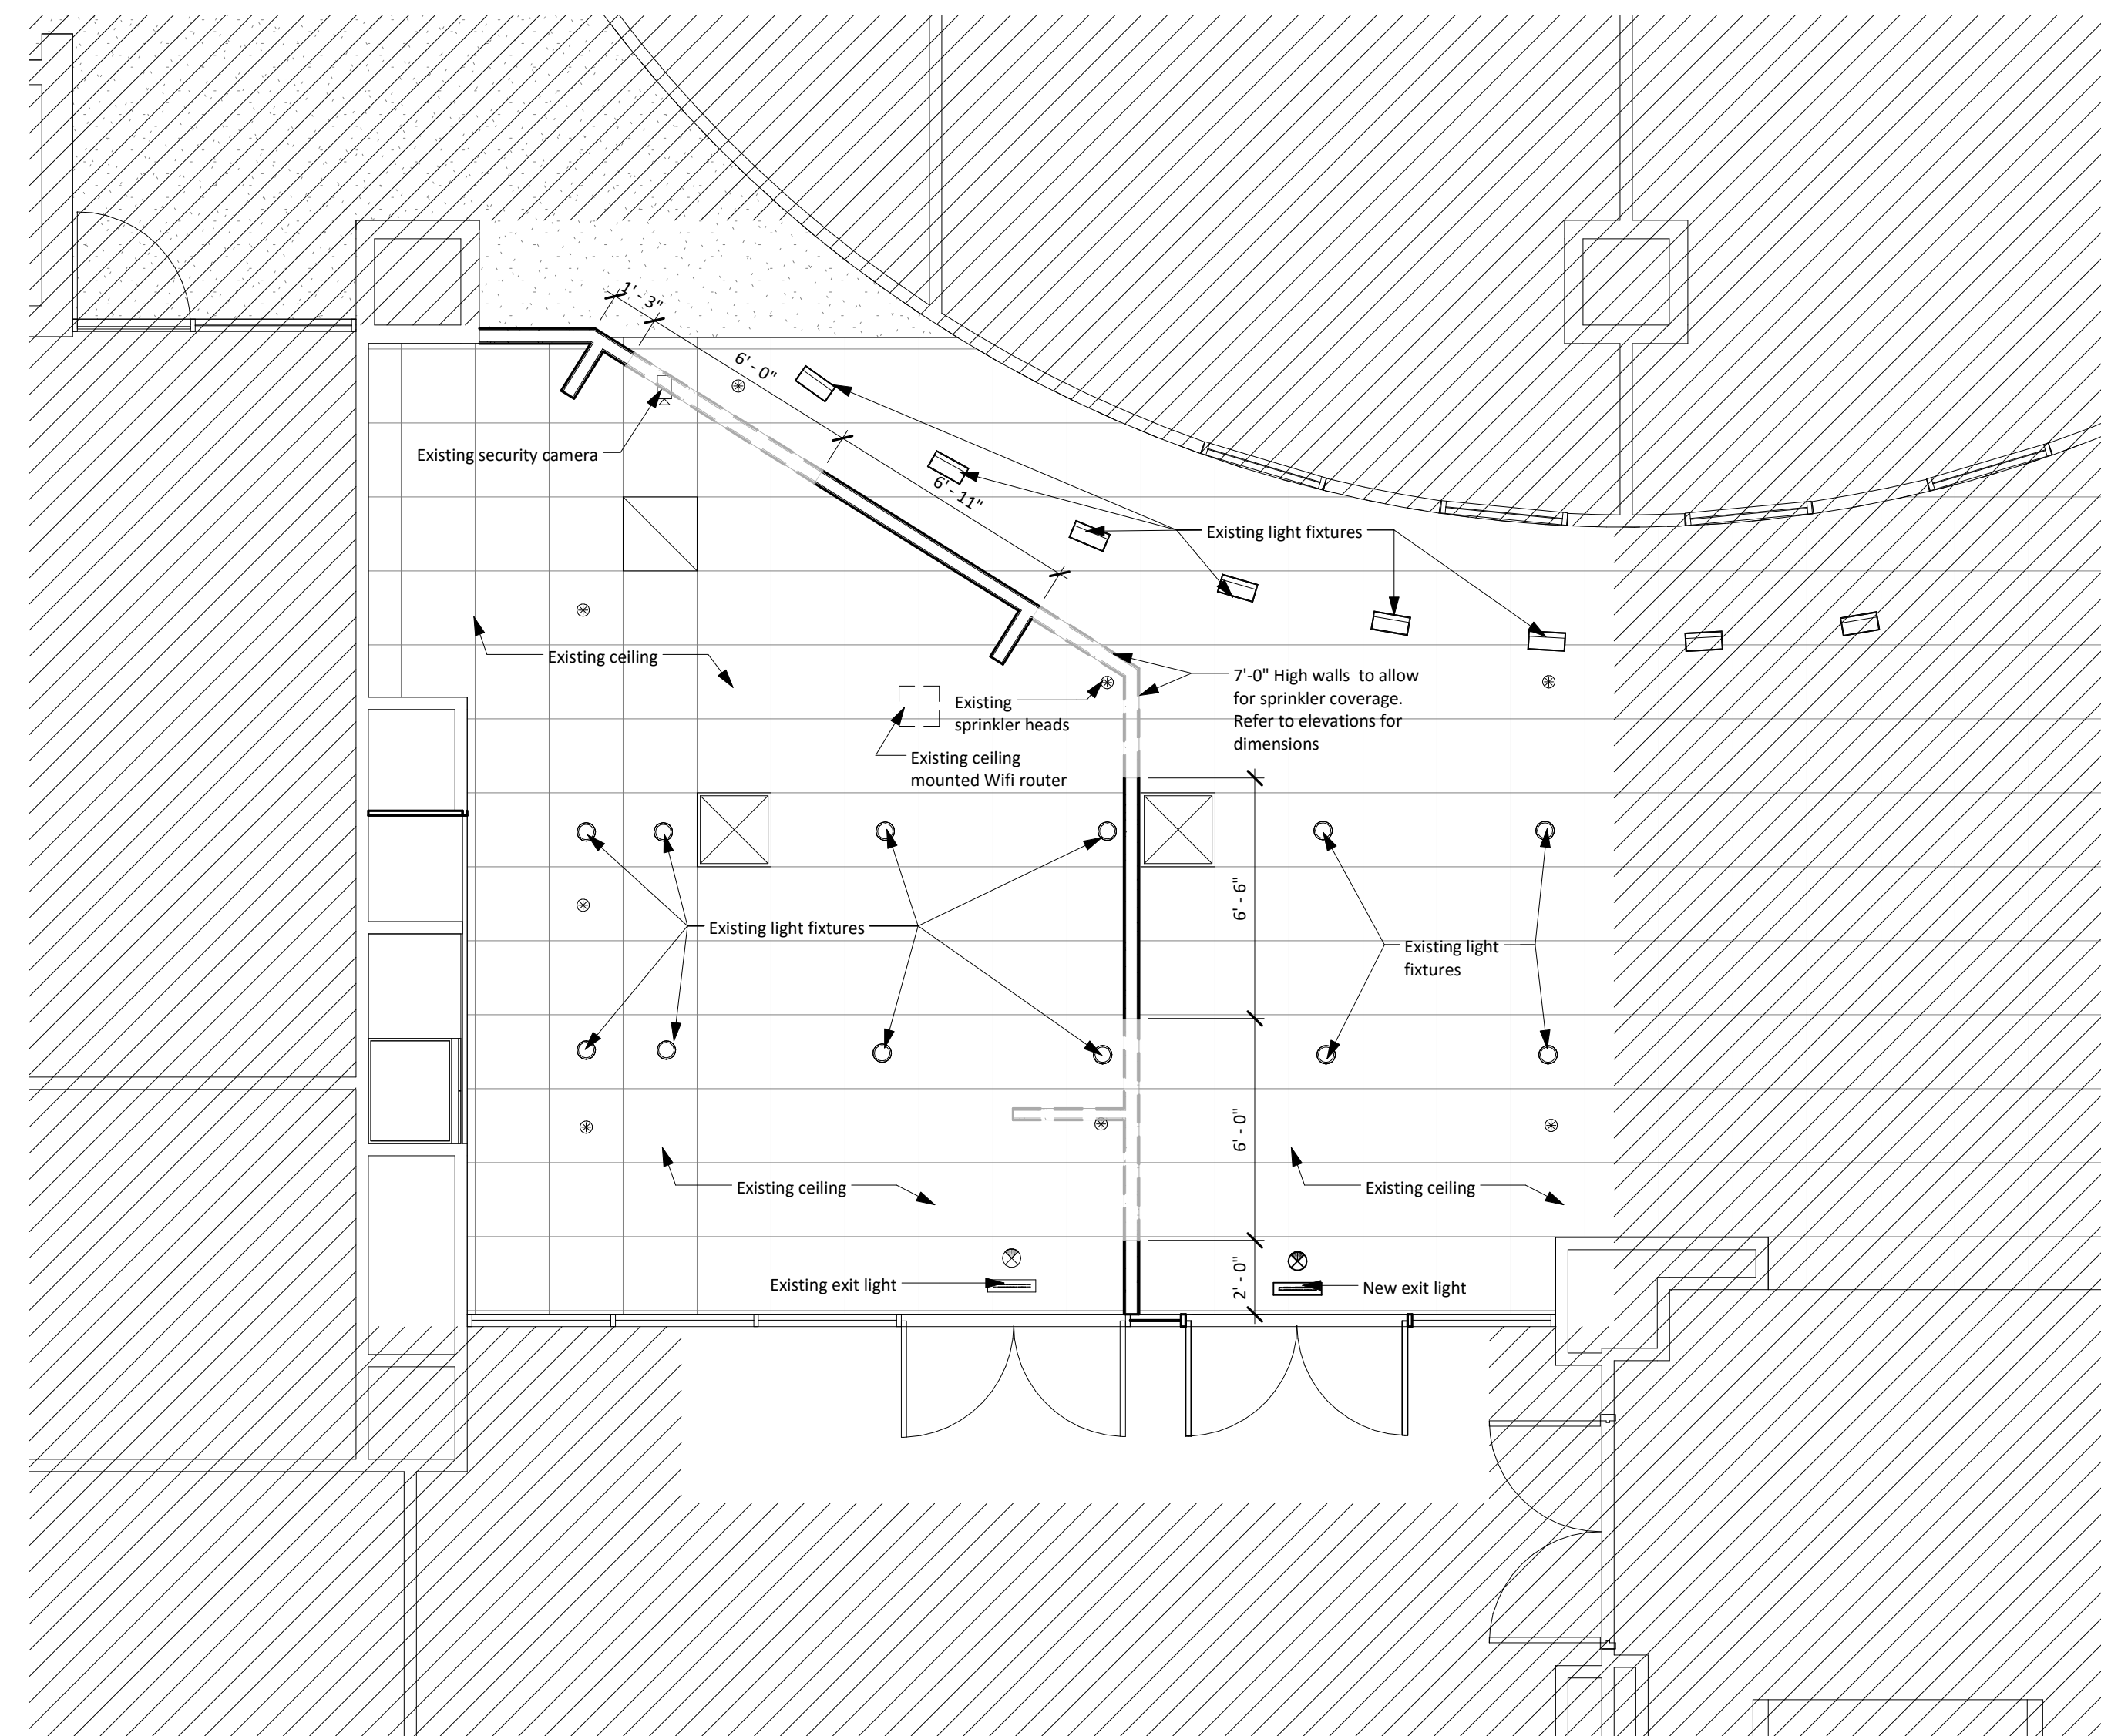 1' - 3"
6' - 0"
Existing security camera
6' - 11"
Existing light fixtures
Existing ceiling
7'-0" High walls  to allow
for sprinkler coverage.
Refer to elevations for
dimensions
Existing
sprinkler heads
Existing ceiling
mounted Wifi router
6' - 6"
Existing light fixtures
Existing light
fixtures
6' - 0"
Existing ceiling
Existing ceiling
2' - 0"
Existing exit light
New exit light